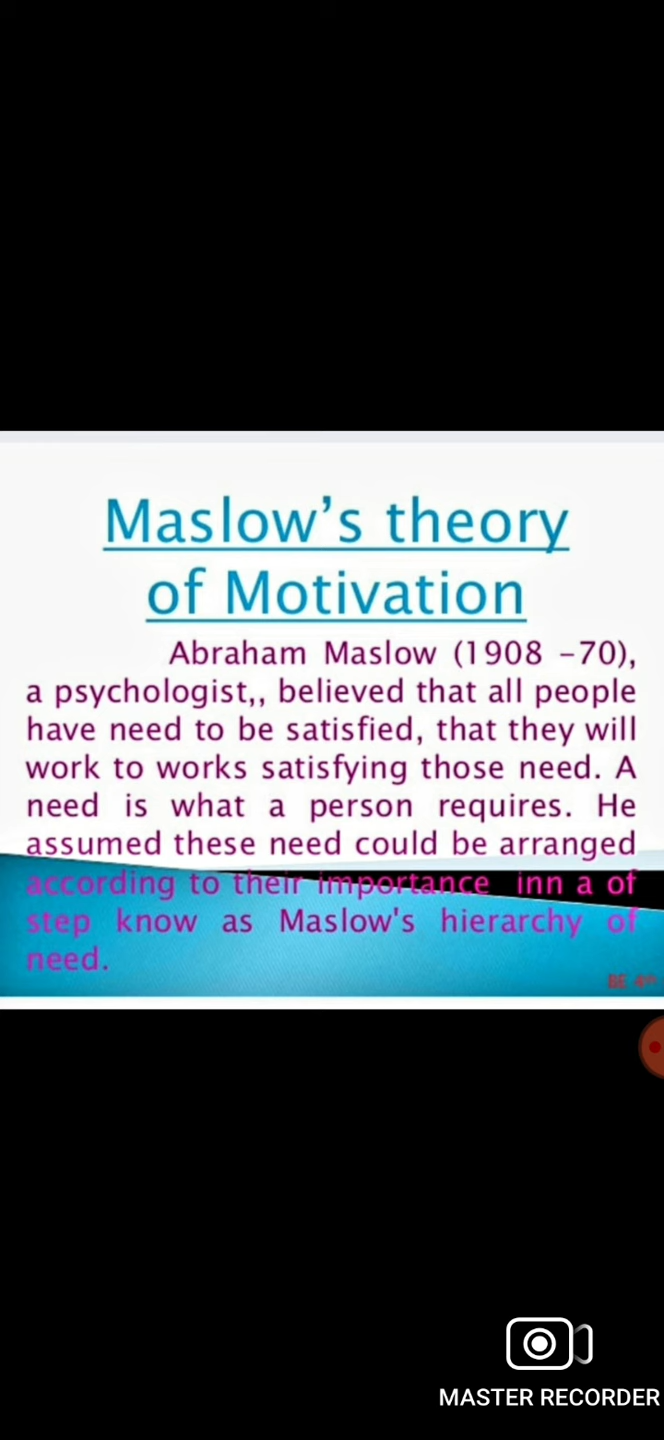 Maslow's theory
of Motivation
Abraham Maslow (1908 –70),
a psychologist,, believed that all people
have need to be satisfied, that they will
work to works satisfying those need. A
need is what a person requires. He
assumed these need could be arranged
according to their importance inn a of
step know as Maslow's hierarchy of
need.
BE 4th
MASTER RECORDER